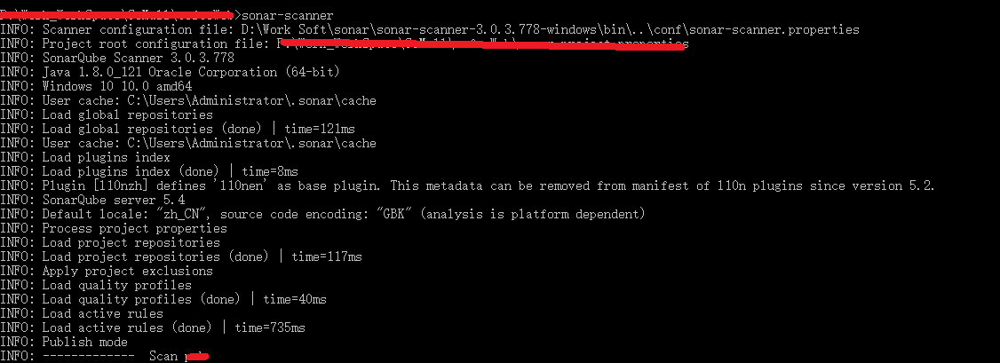 >sonar-scanner
INFO: Scanner configuration file: D:\Work Soft\sonar\sonar-scanner-3.0.3.778-windows\bin\..\conf\sonar-scanner.properties
INFO: Project root configuration file:
INFO: SonarQube Scanner 3.0.3.778
INFO: Java 1.8.0_121 Oracle Corporation (64-bit)
INFO: Windows 10 10.0 amd64
INFO: User cache: C:\Users\Administrator\.sonar\cache
INFO: Load global repositories
INFO: Load global repositories (done) | time=121ms
INFO: User cache: C:\Users\Administrator\.sonar\cache
INFO: Load plugins index
INFO: Load plugins index (done) | time=8ms
INFO: Plugin [l10nzh] defines 'l10nen' as base plugin. This metadata can be removed from manifest of l10n plugins since version 5.2.
INFO: SonarQube server 5.4
INFO: Default locale: "zh_CN", source code encoding: "GBK" (analysis is platform dependent)
INFO: Process project properties
INFO: Load project repositories
INFO: Load project repositories (done) | time=117ms
INFO: Apply project exclusions
INFO: Load quality profiles
INFO: Load quality profiles (done) | time=40ms
INFO: Load active rules
INFO: Load active rules (done) | time=735ms
INFO: Publish mode
INFO: -------------  Scan